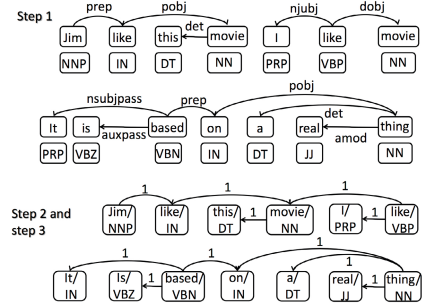 Step 1
prep pobj njubj dobj
det
Jim like this movie I like movie
NNP IN DT NN PRP VBP NN
pobj
nsubjpass prep det
It is based on a real thing
auxpass amod
PRP VBZ VBN IN DT JJ NN
Step 2 and
step 3
1 1 1
Jim/ like/ this/ 1 movie/ I/ 1 like/
NNP IN DT NN PRP VBP
1 1 1
1
It/ Is/ 1 based/ on/ a/ real/ 1 thing/
IN VBZ VBN IN DT JJ NN